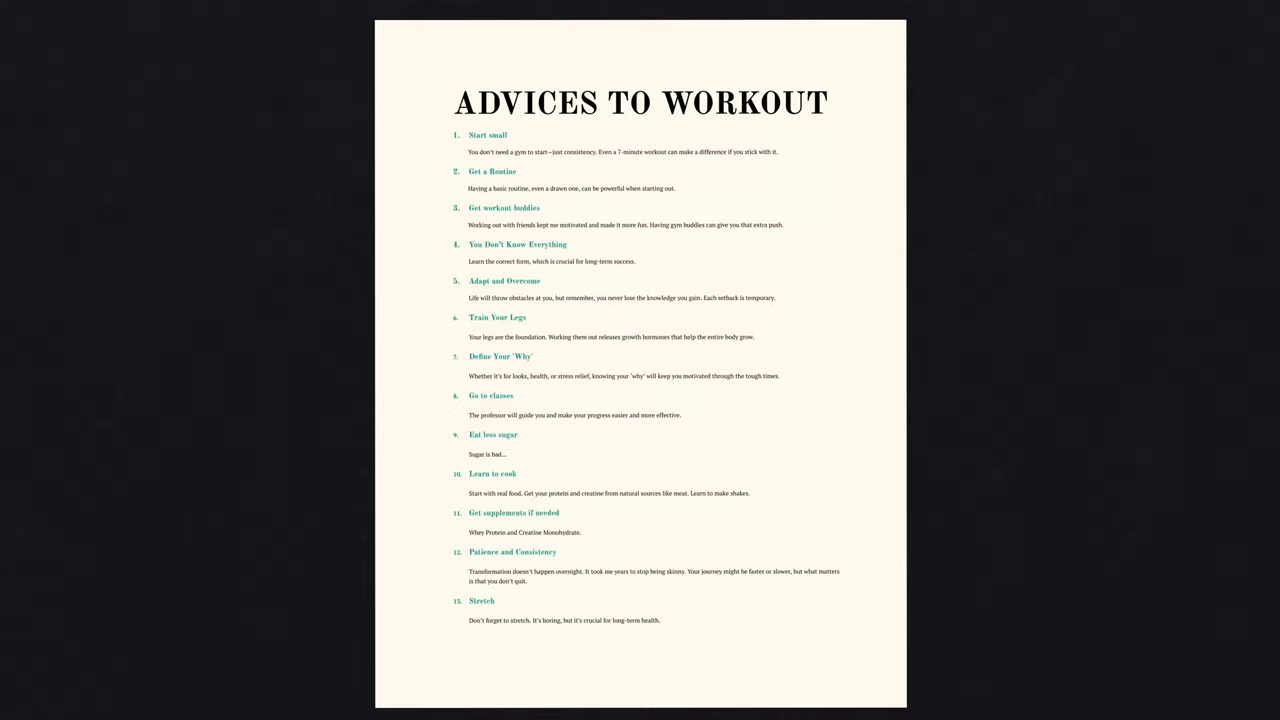 ADVICES TO WORKOUT
1. Start small
You don't need a gym to start—just consistency. Even a 7-minute workout can make a difference if you stick with it.
2. Get a Routine
Having a basic routine, even a drawn one, can be powerful when starting out.
3. Get workout buddies
Working out with friends kept me motivated and made it more fun. Having gym buddies can give you that extra push.
4. You Don't Know Everything
Learn the correct form, which is crucial for long-term success.
5. Adapt and Overcome
Life will throw obstacles at you, but remember, you never lose the knowledge you gain. Each setback is temporary.
6. Train Your Legs
Your legs are the foundation. Working them out releases growth hormones that help the entire body grow.
7. Define Your 'Why'
Whether it's for looks, health, or stress relief, knowing your 'why' will keep you motivated through the tough times.
8. Go to classes
The professor will guide you and make your progress easier and more effective.
9. Eat less sugar
Sugar is bad...
10. Learn to cook
Start with real food. Get your protein and creatine from natural sources like meat. Learn to make shakes.
11. Get supplements if needed
Whey Protein and Creatine Monohydrate.
12. Patience and Consistency
Transformation doesn't happen overnight. It took me years to stop being skinny. Your journey might be faster or slower, but what matters
is that you don't quit.
13. Stretch
Don't forget to stretch. It's boring, but it's crucial for long-term health.